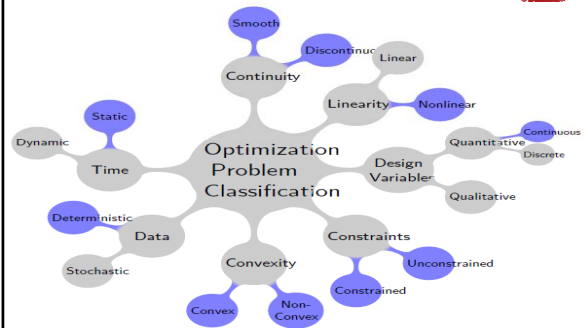 Smooth
Discontinuc
Continuity
Linear
Linearity
Nonlinear
Static
Dynamic
Time
Optimization
Problem
Classification
Design
Variables
Quantitative
Continuous
Discrete
Qualitative
Deterministic
Data
Stochastic
Convexity
Convex
Non-
Convex
Constraints
Unconstrained
Constrained